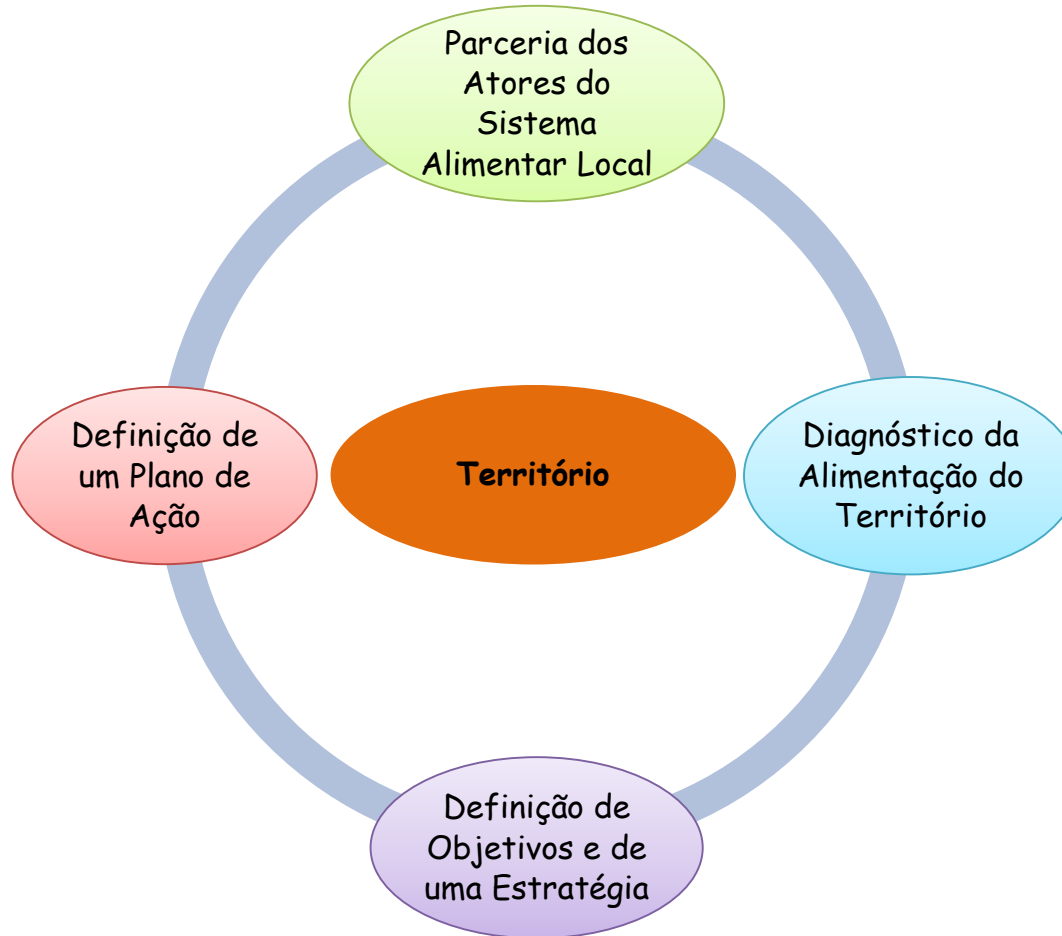 Parceria dos
Atores do
Sistema
Alimentar Local
Definição de
um Plano de
Ação
Território
Diagnóstico da
Alimentação do
Território
Definição de
Objetivos e de
uma Estratégia